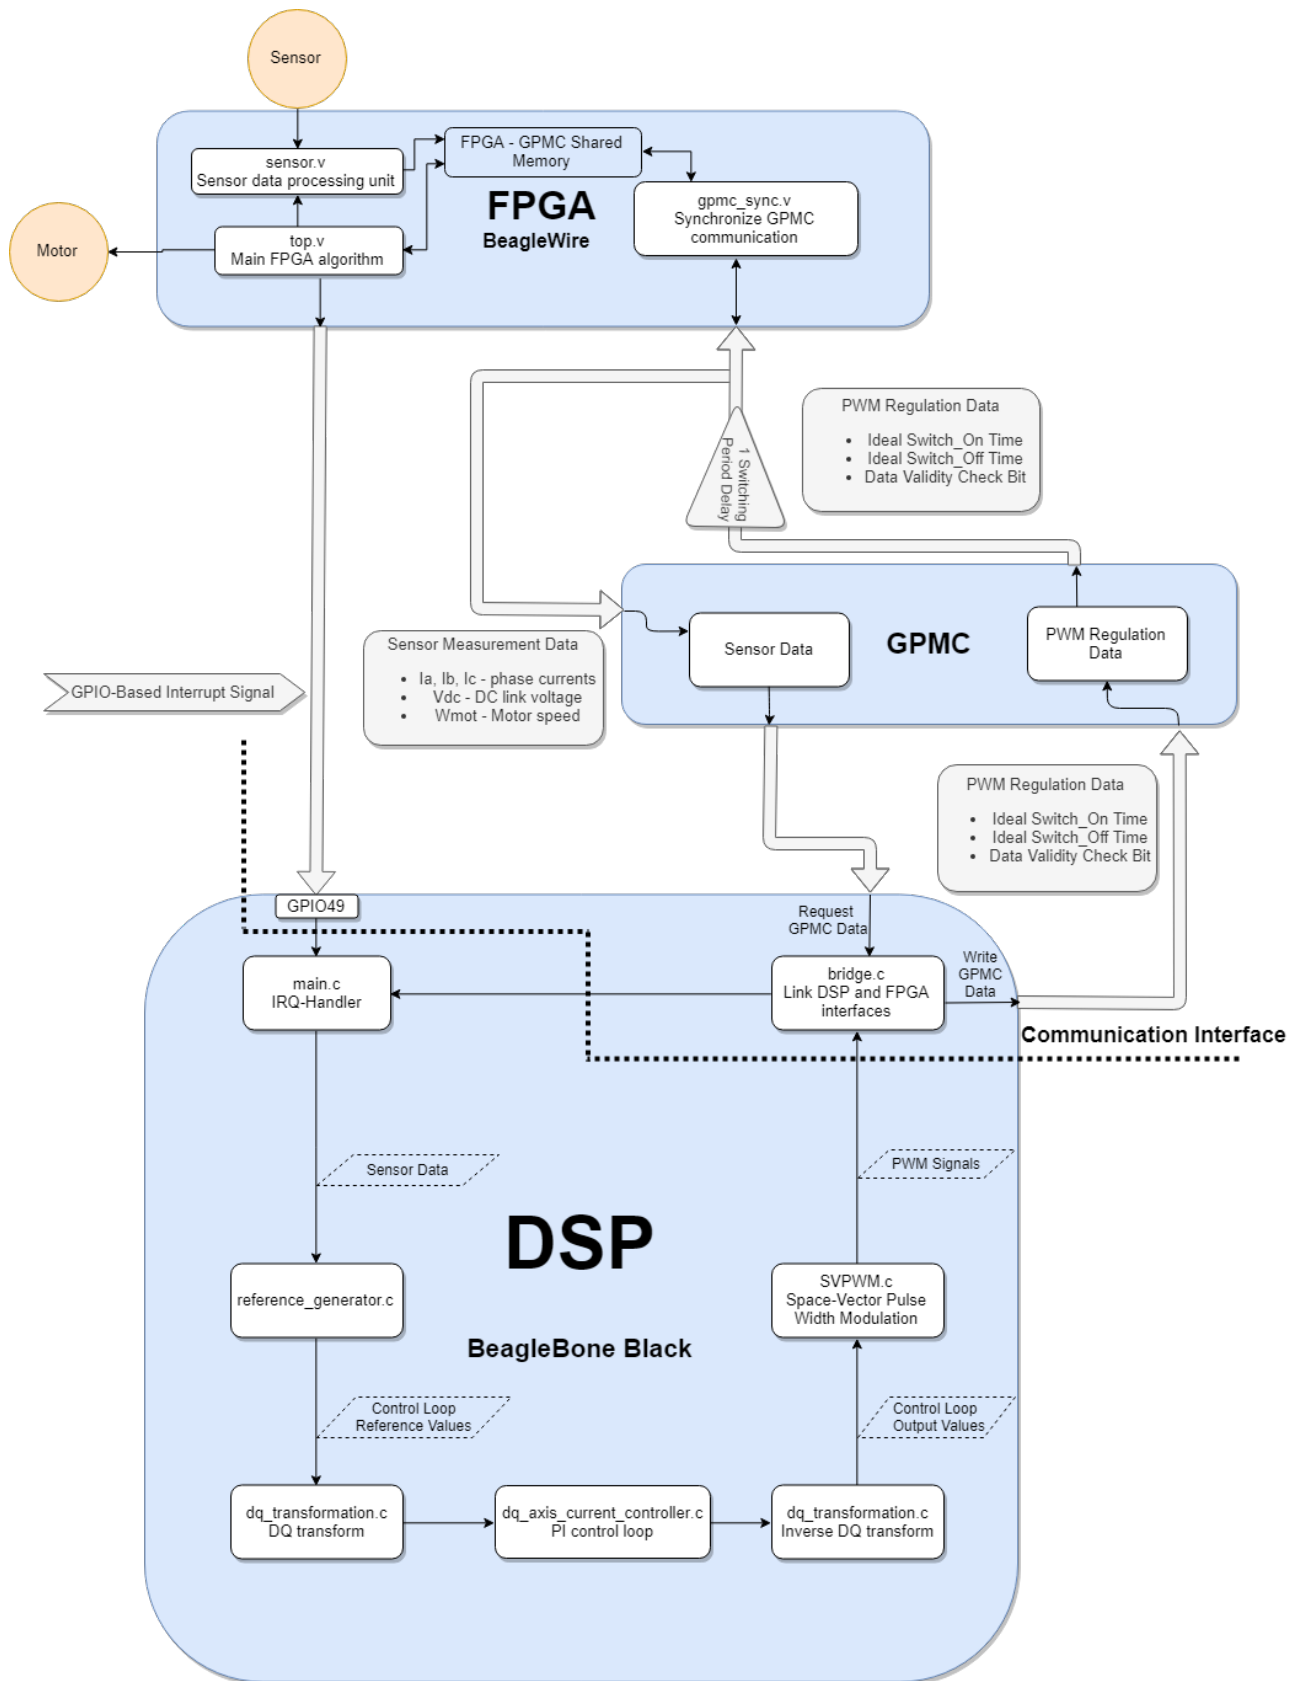 Sensor
FPGA - GPMC Shared
Memory
sensor.v
Sensor data processing unit
FPGA
BeagleWire
gpmc_sync.v
Synchronize GPMC
communication
top.v
Main FPGA algorithm
Motor
PWM Regulation Data
• Ideal Switch_On Time
• Ideal Switch_Off Time
• Data Validity Check Bit
1 Switching
Period Delay
Sensor Measurement Data
• Ia, Ib, Ic - phase currents
• Vdc - DC link voltage
• Wmot - Motor speed
Sensor Data
GPMC
PWM Regulation
Data
GPIO-Based Interrupt Signal
PWM Regulation Data
• Ideal Switch_On Time
• Ideal Switch_Off Time
• Data Validity Check Bit
GPIO49
Request
GPMC Data
main.c
IRQ-Handler
bridge.c
Link DSP and FPGA
interfaces
Write
GPMC
Data
Communication Interface
Sensor Data
PWM Signals
DSP
BeagleBone Black
reference_generator.c
SVPWM.c
Space-Vector Pulse
Width Modulation
Control Loop
Reference Values
Control Loop
Output Values
dq_transformation.c
DQ transform
dq_axis_current_controller.c
PI control loop
dq_transformation.c
Inverse DQ transform